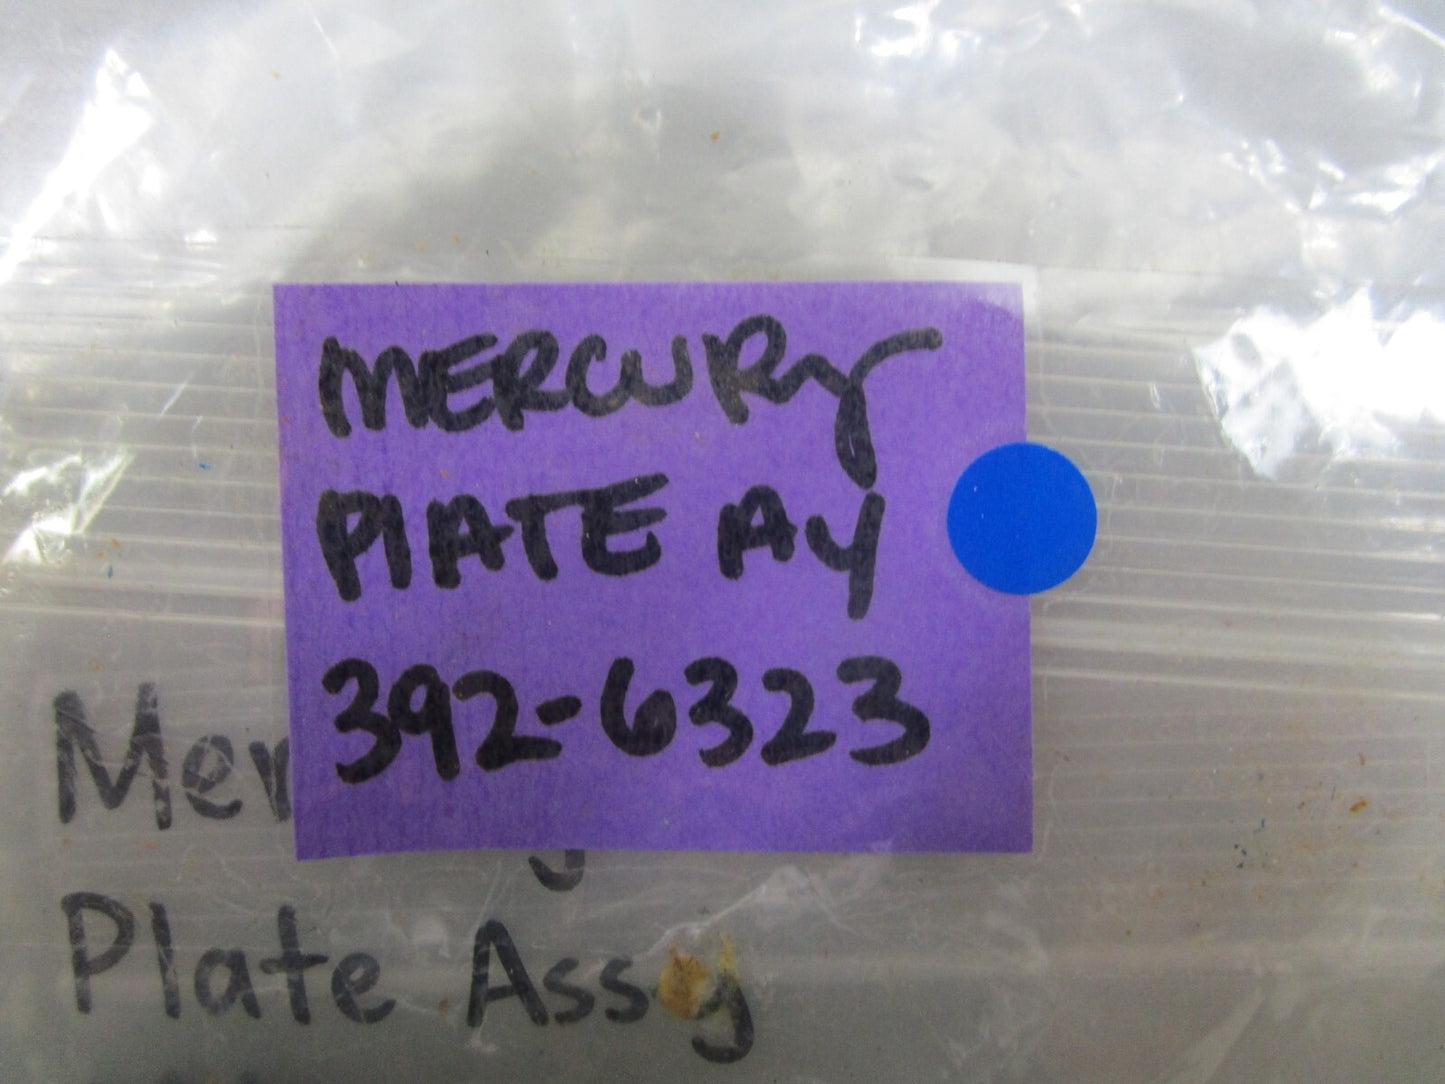 MERCURY
PLATE AY
392-6323
Plate Assy